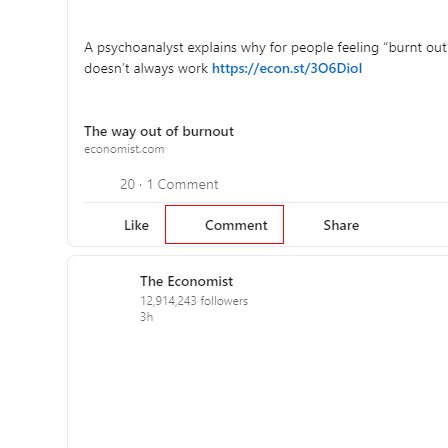 A psychoanalyst explains why for people feeling “burnt out
doesn’t always work https://econ.st/3O6DioI
The way out of burnout
economist.com
20 · 1 Comment
Like Comment Share
The Economist
12,914,243 followers
3h